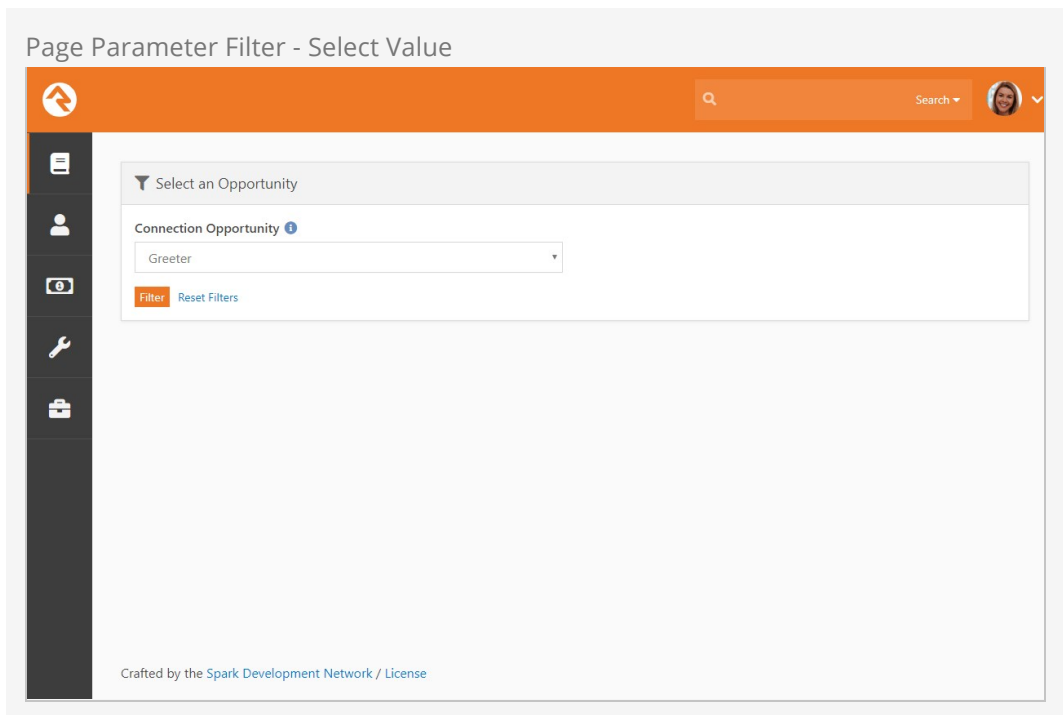 Page Parameter Filter - Select Value
Search
Select an Opportunity
Connection Opportunity
Greeter
Filter Reset Filters
Crafted by the Spark Development Network / License